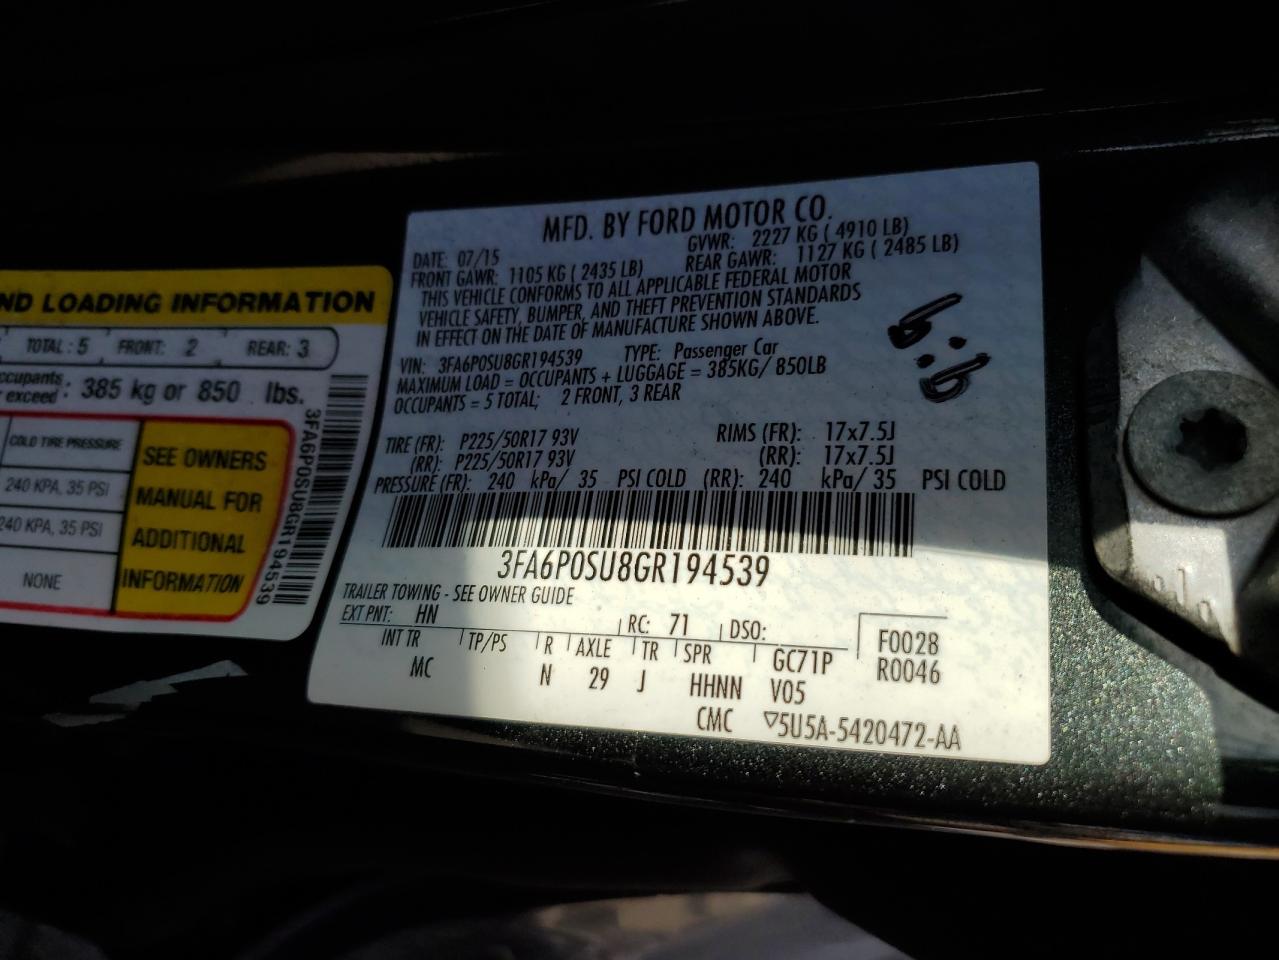 ND LOADING INFORMATION
TOTAL: 5 FRONT: 2 REAR: 3
ccupants
exceed: 385 kg or 850 lbs.
COLD TIRE PRESSURE
240 KPA, 35 PSI
240 KPA, 35 PSI
NONE
SEE OWNERS
MANUAL FOR
ADDITIONAL
INFORMATION
3FA6P0SU8GR194539
MFD. BY FORD MOTOR CO.
DATE: 07/15 GVWR: 2227 KG ( 4910 LB)
FRONT GAWR: 1105 KG ( 2435 LB) REAR GAWR: 1127 KG ( 2485 LB)
THIS VEHICLE CONFORMS TO ALL APPLICABLE FEDERAL MOTOR
VEHICLE SAFETY, BUMPER, AND THEFT PREVENTION STANDARDS
IN EFFECT ON THE DATE OF MANUFACTURE SHOWN ABOVE.
VIN: 3FA6P0SU8GR194539 TYPE: Passenger Car
MAXIMUM LOAD = OCCUPANTS + LUGGAGE = 385KG/ 850LB
OCCUPANTS = 5 TOTAL; 2 FRONT, 3 REAR
TIRE (FR): P225/50R17 93V RIMS (FR): 17x7.5J
(RR): P225/50R17 93V (RR): 17x7.5J
PRESSURE (FR): 240 kPa/ 35 PSI COLD (RR): 240 kPa/ 35 PSI COLD
3FA6P0SU8GR194539
TRAILER TOWING - SEE OWNER GUIDE
EXT PNT: HN RC: 71 DSO: F0028
INT TR TP/PS R AXLE TR SPR GC71P R0046
MC N 29 J HHNN V05
CMC ▽5U5A-5420472-AA